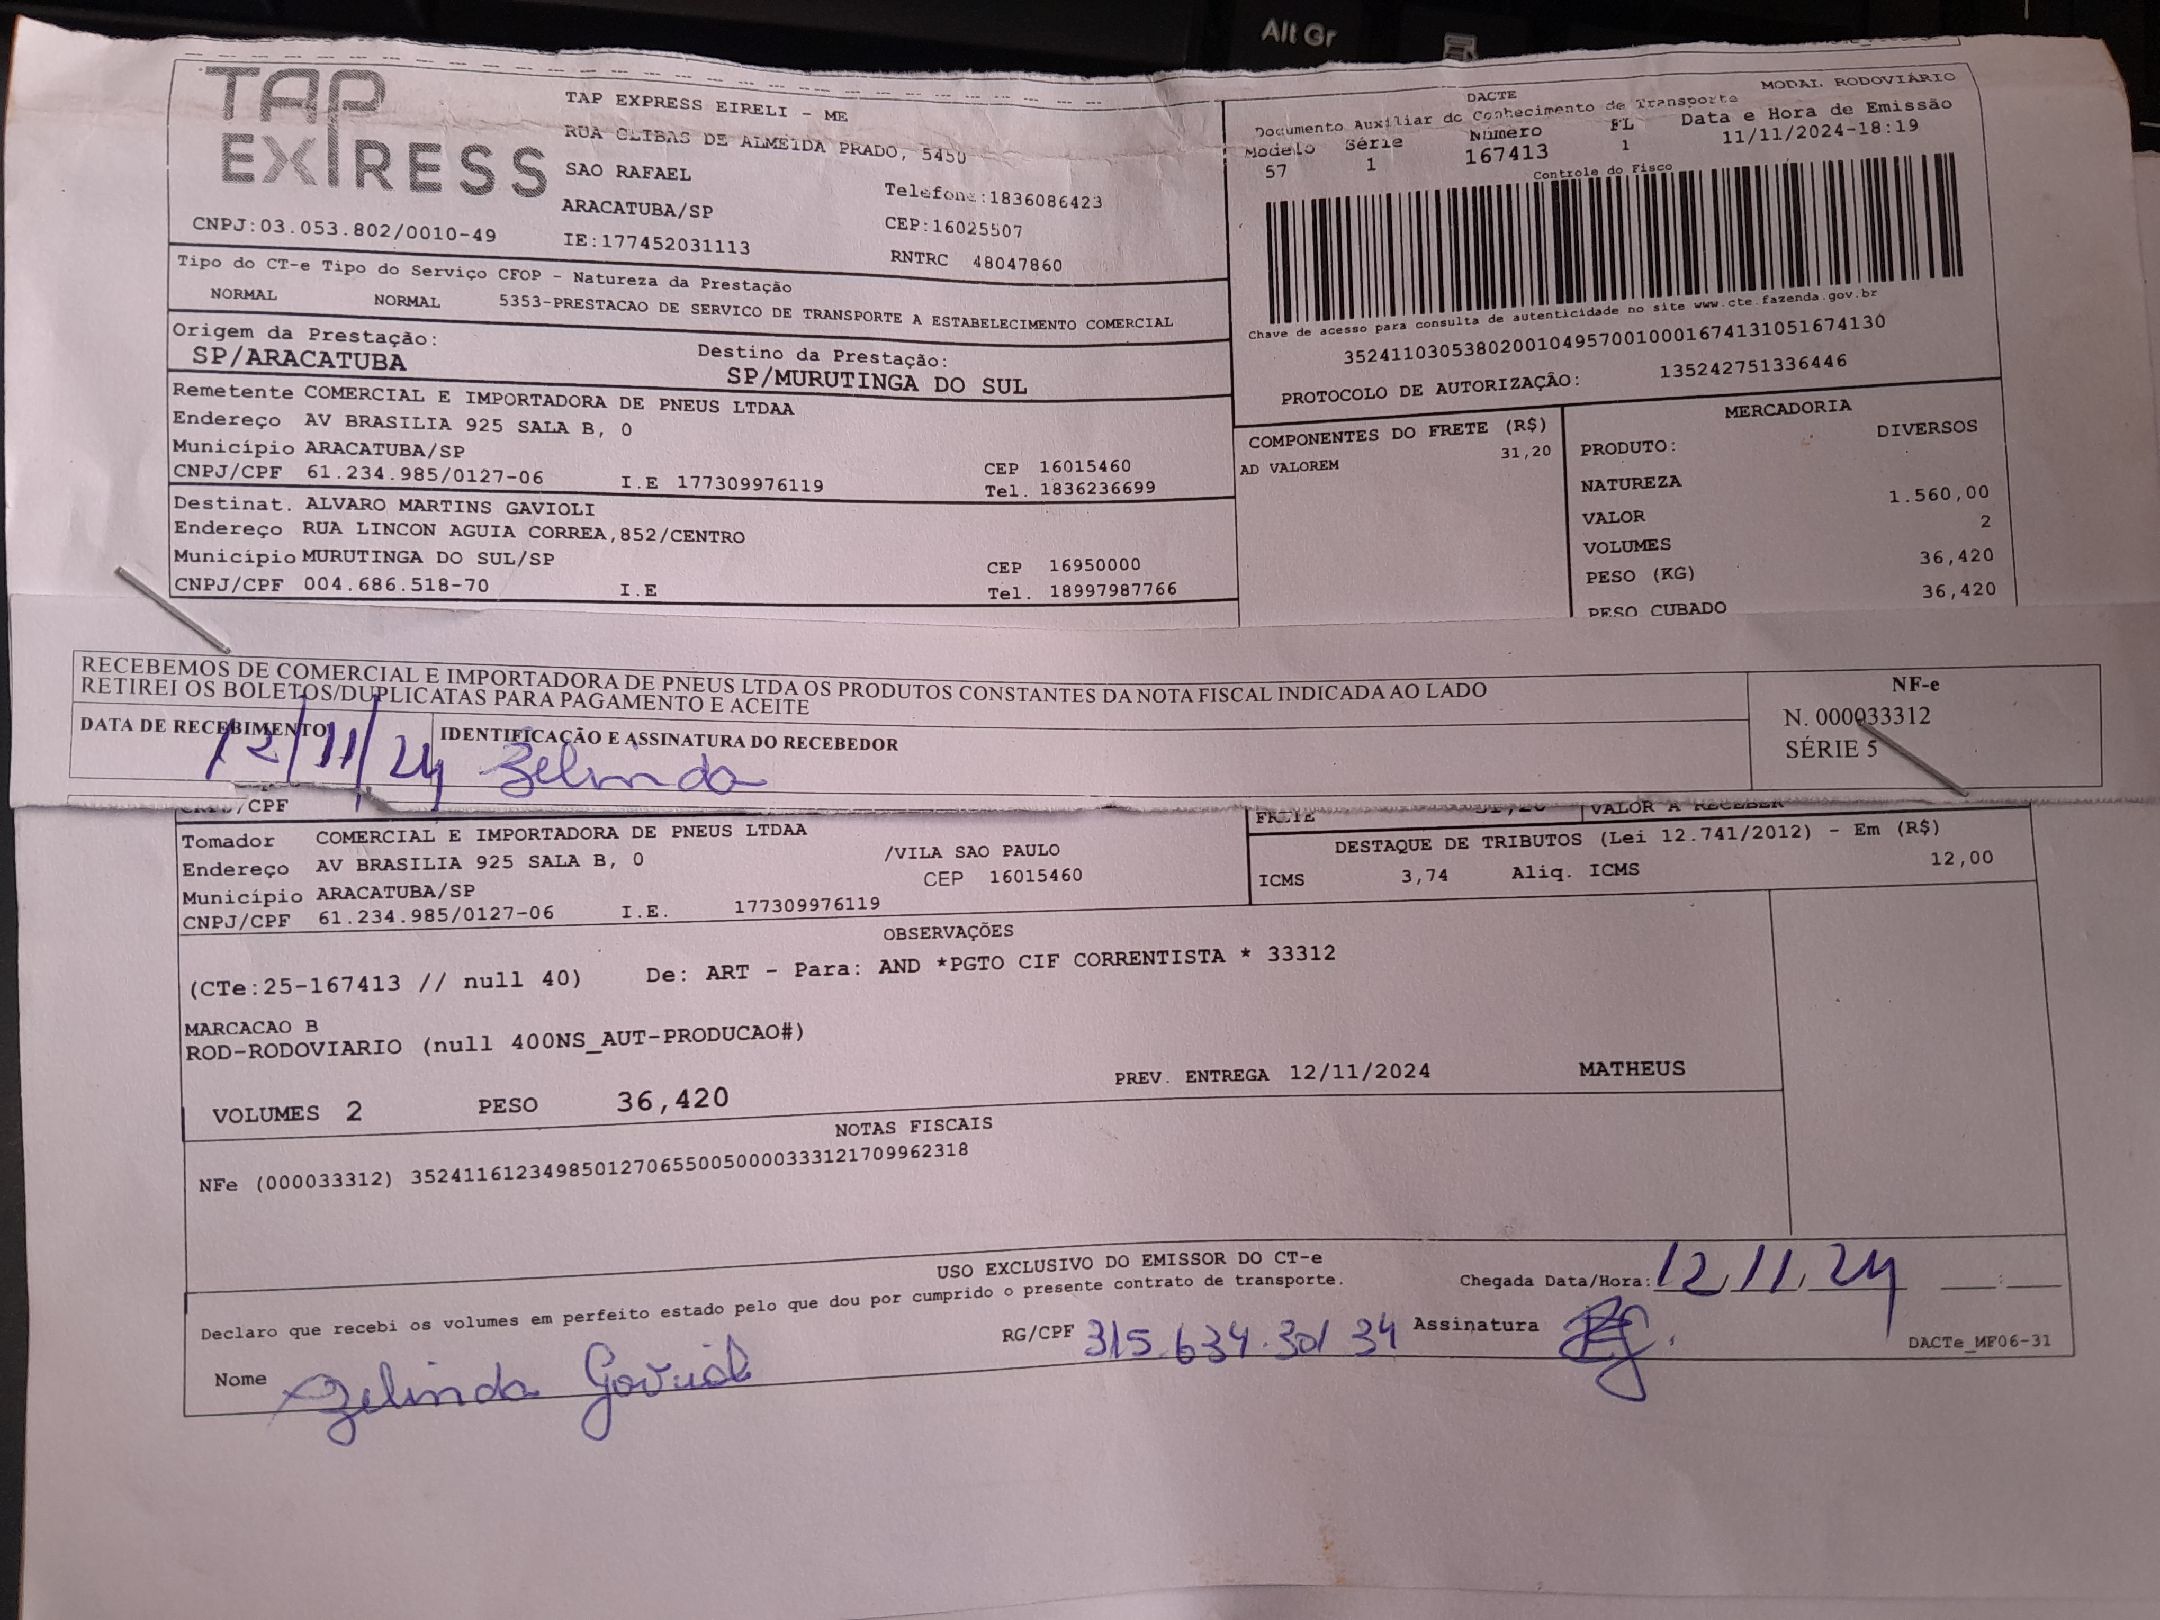 Alt Gr
TAP EXPRESS
TAP EXPRESS EIRELI - ME
RUA CLIBAS DE ALMEIDA PRADO, 5450
SAO RAFAEL
Telefone:1836086423
ARACATUBA/SP
CEP:16025507
CNPJ:03.053.802/0010-49
IE:177452031113
RNTRC 48047860
DACTE
MODAL RODOVIÁRIO
Documento Auxiliar do Conhecimento de Transporte
Modelo Série Número FL Data e Hora de Emissão
57 1 167413 1 11/11/2024-18:19
Controle do Fisco
Chave de acesso para consulta de autenticidade no site www.cte.fazenda.gov.br
35241103053802001049570010001674131051674130
PROTOCOLO DE AUTORIZAÇÃO: 135242751336446
Tipo do CT-e Tipo do Serviço CFOP - Natureza da Prestação
NORMAL NORMAL 5353-PRESTACAO DE SERVICO DE TRANSPORTE A ESTABELECIMENTO COMERCIAL
Origem da Prestação: Destino da Prestação:
SP/ARACATUBA SP/MURUTINGA DO SUL
Remetente COMERCIAL E IMPORTADORA DE PNEUS LTDAA
Endereço AV BRASILIA 925 SALA B, 0
Município ARACATUBA/SP CEP 16015460
CNPJ/CPF 61.234.985/0127-06 I.E 177309976119 Tel. 1836236699
Destinat. ALVARO MARTINS GAVIOLI
Endereço RUA LINCON AGUIA CORREA,852/CENTRO
Município MURUTINGA DO SUL/SP CEP 16950000
CNPJ/CPF 004.686.518-70 I.E Tel. 18997987766
COMPONENTES DO FRETE (R$)
AD VALOREM 31,20
MERCADORIA
PRODUTO: DIVERSOS
NATUREZA
VALOR 1.560,00
VOLUMES 2
PESO (KG) 36,420
PESO CUBADO 36,420
RECEBEMOS DE COMERCIAL E IMPORTADORA DE PNEUS LTDA OS PRODUTOS CONSTANTES DA NOTA FISCAL INDICADA AO LADO
RETIREI OS BOLETOS/DUPLICATAS PARA PAGAMENTO E ACEITE
DATA DE RECEBIMENTO IDENTIFICAÇÃO E ASSINATURA DO RECEBEDOR
12/11/24 Zelinda
NF-e
N. 000033312
SÉRIE 5
CNPJ/CPF
FRETE 31,20 VALOR A RECEBER
Tomador COMERCIAL E IMPORTADORA DE PNEUS LTDAA
Endereço AV BRASILIA 925 SALA B, 0 /VILA SAO PAULO
Município ARACATUBA/SP CEP 16015460
CNPJ/CPF 61.234.985/0127-06 I.E. 177309976119
DESTAQUE DE TRIBUTOS (Lei 12.741/2012) - Em (R$)
ICMS 3,74 Aliq. ICMS 12,00
OBSERVAÇÕES
(CTe:25-167413 // null 40) De: ART - Para: AND *PGTO CIF CORRENTISTA * 33312
MARCACAO B
ROD-RODOVIARIO (null 400NS_AUT-PRODUCAO#)
VOLUMES 2 PESO 36,420 PREV. ENTREGA 12/11/2024 MATHEUS
NOTAS FISCAIS
NFe (000033312) 35241161234985012706550050000333121709962318
USO EXCLUSIVO DO EMISSOR DO CT-e
Declaro que recebi os volumes em perfeito estado pelo que dou por cumprido o presente contrato de transporte.
Chegada Data/Hora: 12/11/24 __:__
Nome Zelinda RG/CPF 315.634.301 34 Assinatura
DACTe_MF06-31